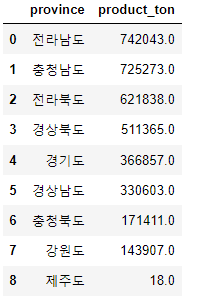 province product_ton
0 전라남도 742043.0
1 충청남도 725273.0
2 전라북도 621838.0
3 경상북도 511365.0
4 경기도 366857.0
5 경상남도 330603.0
6 충청북도 171411.0
7 강원도 143907.0
8 제주도 18.0